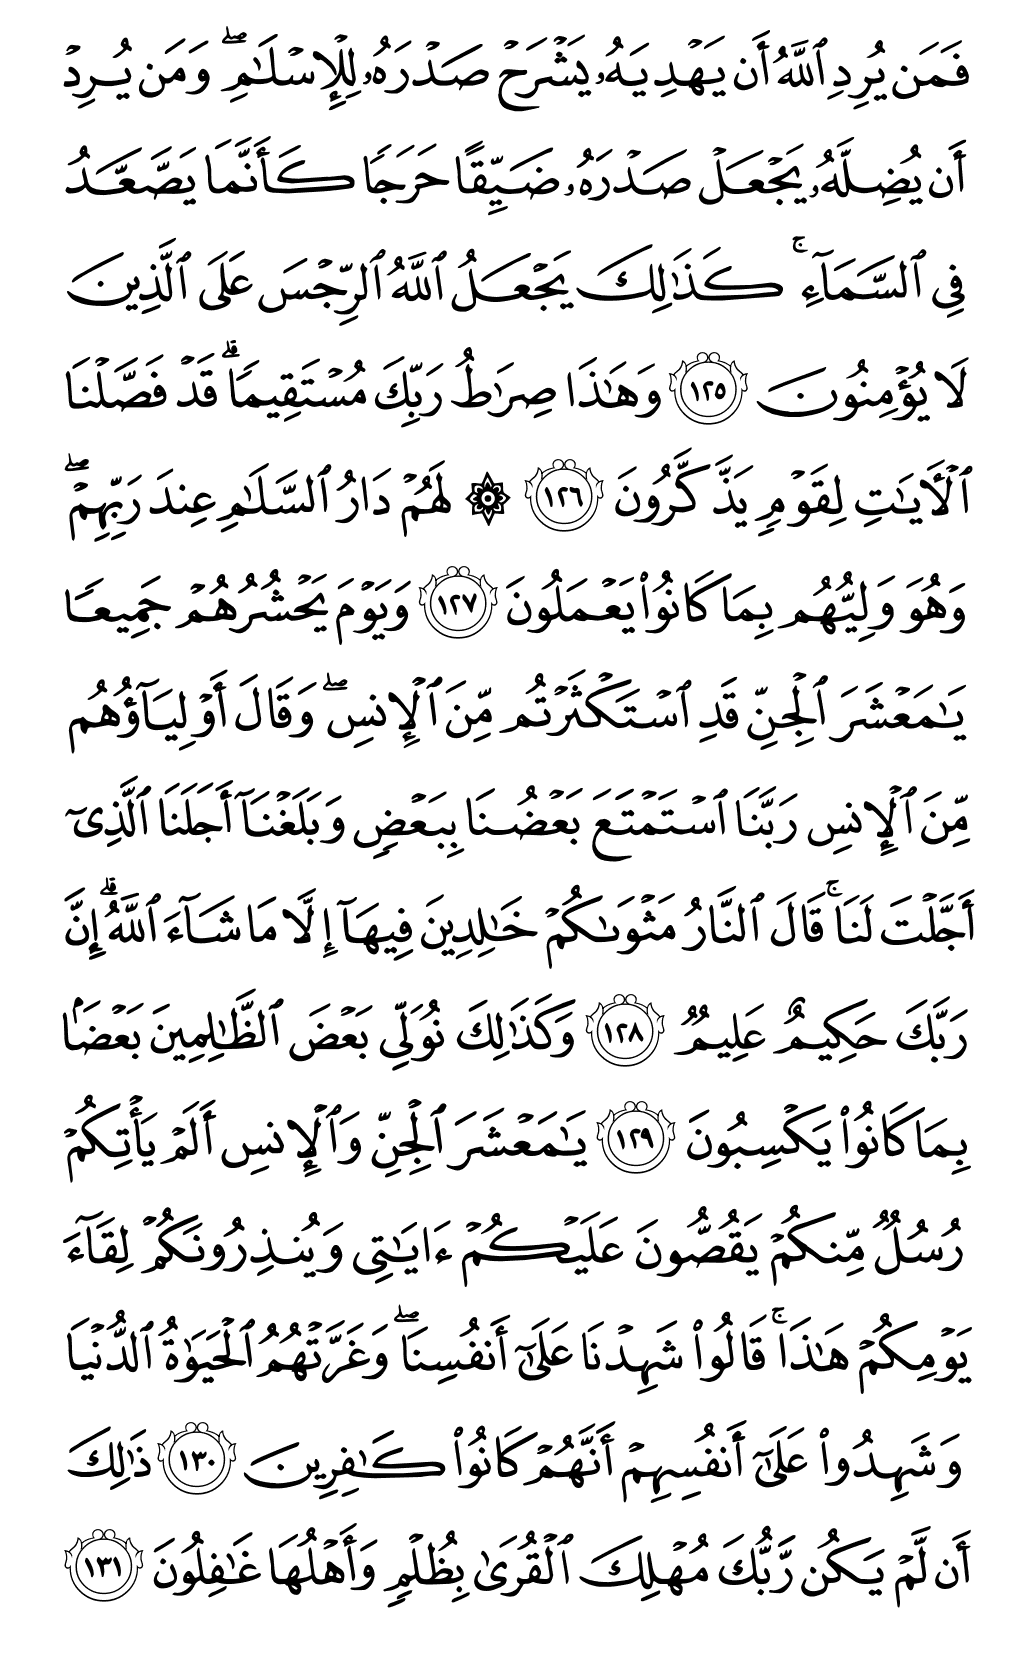 فَمَن يُرِدِ ٱللَّهُ أَن يَهْدِيَهُۥ يَشْرَحْ صَدْرَهُۥ لِلْإِسْلَٰمِ ۖ وَمَن يُرِدْ
أَن يُضِلَّهُۥ يَجْعَلْ صَدْرَهُۥ ضَيِّقًا حَرَجًا كَأَنَّمَا يَصَّعَّدُ
فِى ٱلسَّمَآءِ ۚ كَذَٰلِكَ يَجْعَلُ ٱللَّهُ ٱلرِّجْسَ عَلَى ٱلَّذِينَ
لَا يُؤْمِنُونَ ١٢٥ وَهَٰذَا صِرَٰطُ رَبِّكَ مُسْتَقِيمًا ۗ قَدْ فَصَّلْنَا
ٱلْءَايَٰتِ لِقَوْمٍ يَذَّكَّرُونَ ١٢٦ ۞ لَهُمْ دَارُ ٱلسَّلَٰمِ عِندَ رَبِّهِمْ ۖ
وَهُوَ وَلِيُّهُم بِمَا كَانُوا۟ يَعْمَلُونَ ١٢٧ وَيَوْمَ يَحْشُرُهُمْ جَمِيعًا
يَٰمَعْشَرَ ٱلْجِنِّ قَدِ ٱسْتَكْثَرْتُم مِّنَ ٱلْإِنسِ ۖ وَقَالَ أَوْلِيَآؤُهُم
مِّنَ ٱلْإِنسِ رَبَّنَا ٱسْتَمْتَعَ بَعْضُنَا بِبَعْضٍ وَبَلَغْنَآ أَجَلَنَا ٱلَّذِىٓ
أَجَّلْتَ لَنَا ۚ قَالَ ٱلنَّارُ مَثْوَىٰكُمْ خَٰلِدِينَ فِيهَآ إِلَّا مَا شَآءَ ٱللَّهُ ۗ إِنَّ
رَبَّكَ حَكِيمٌ عَلِيمٌ ١٢٨ وَكَذَٰلِكَ نُوَلِّى بَعْضَ ٱلظَّٰلِمِينَ بَعْضًۢا
بِمَا كَانُوا۟ يَكْسِبُونَ ١٢٩ يَٰمَعْشَرَ ٱلْجِنِّ وَٱلْإِنسِ أَلَمْ يَأْتِكُمْ
رُسُلٌ مِّنكُمْ يَقُصُّونَ عَلَيْكُمْ ءَايَٰتِى وَيُنذِرُونَكُمْ لِقَآءَ
يَوْمِكُمْ هَٰذَا ۚ قَالُوا۟ شَهِدْنَا عَلَىٰٓ أَنفُسِنَا ۖ وَغَرَّتْهُمُ ٱلْحَيَوٰةُ ٱلدُّنْيَا
وَشَهِدُوا۟ عَلَىٰٓ أَنفُسِهِمْ أَنَّهُمْ كَانُوا۟ كَٰفِرِينَ ١٣٠ ذَٰلِكَ
أَن لَّمْ يَكُن رَّبُّكَ مُهْلِكَ ٱلْقُرَىٰ بِظُلْمٍ وَأَهْلُهَا غَٰفِلُونَ ١٣١